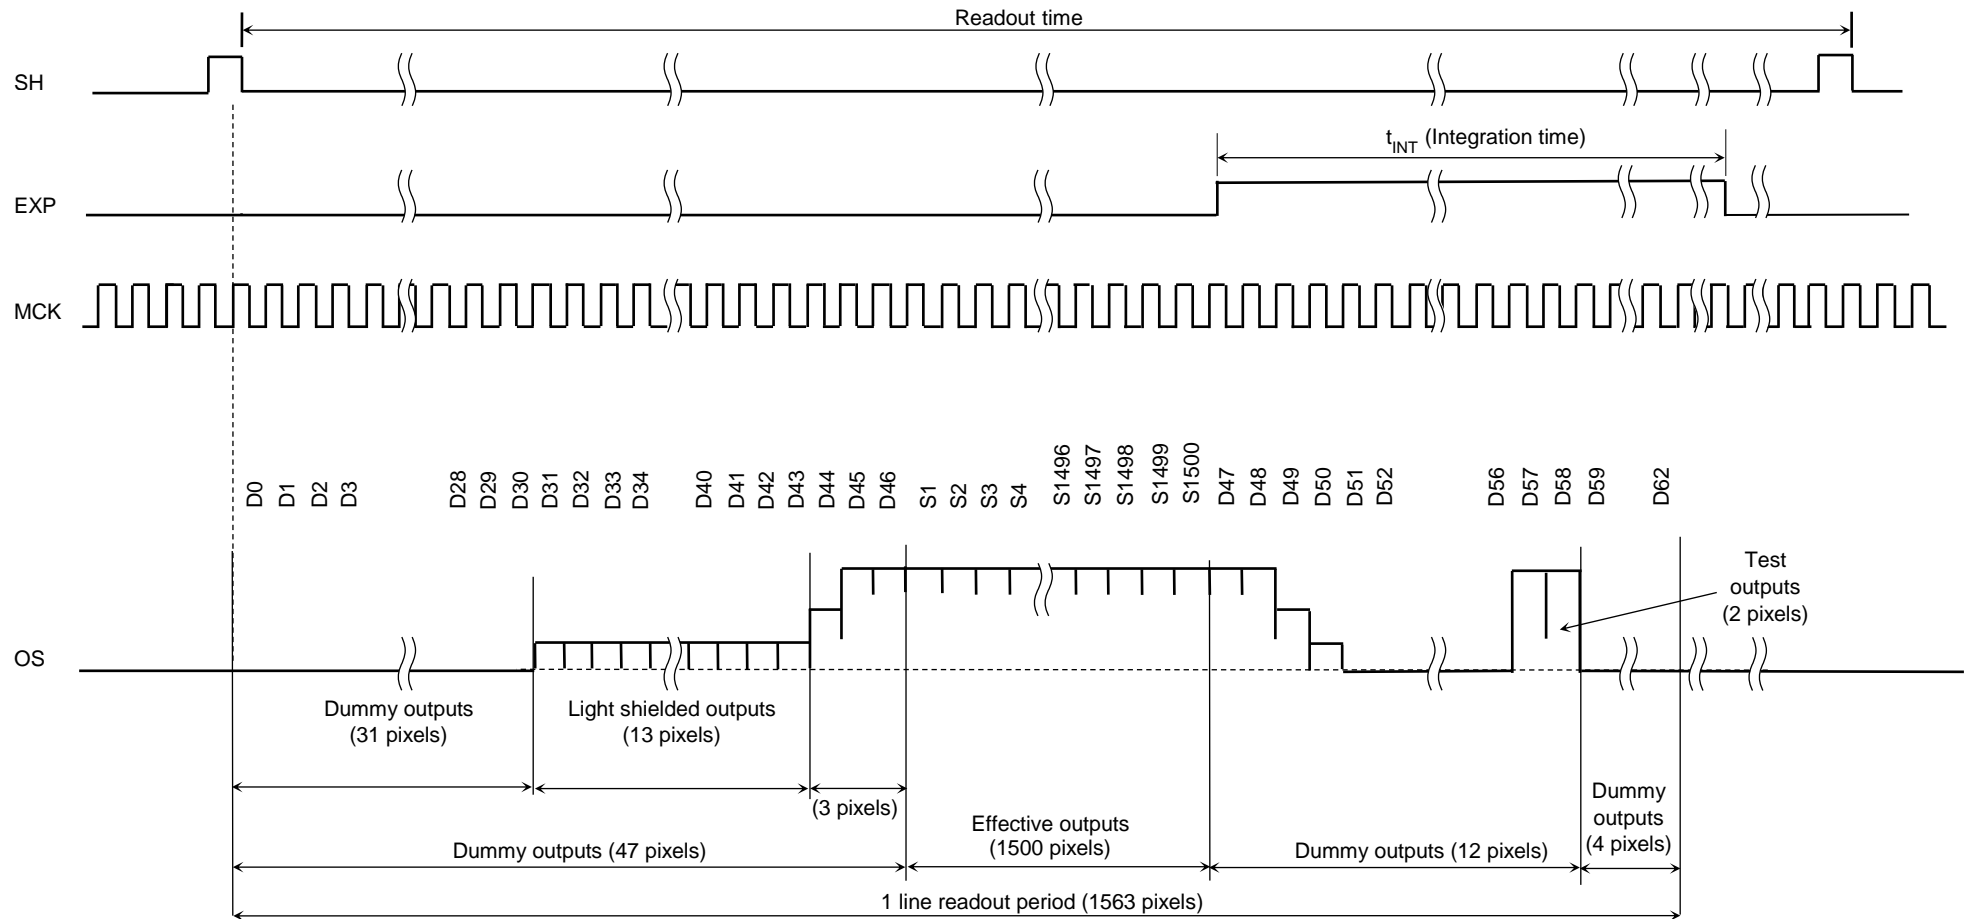 Readout time
SH
t_INT (Integration time)
EXP
MCK
D0 D1 D2 D3 D28 D29 D30 D31 D32 D33 D34 D40 D41 D42 D43 D44 D45 D46 S1 S2 S3 S4 S1496 S1497 S1498 S1499 S1500 D47 D48 D49 D50 D51 D52 D56 D57 D58 D59 D62
Test
outputs
(2 pixels)
OS
Dummy outputs
(31 pixels)
Light shielded outputs
(13 pixels)
(3 pixels)
Dummy
outputs
(4 pixels)
Effective outputs
(1500 pixels)
Dummy outputs (47 pixels)
Dummy outputs (12 pixels)
1 line readout period (1563 pixels)